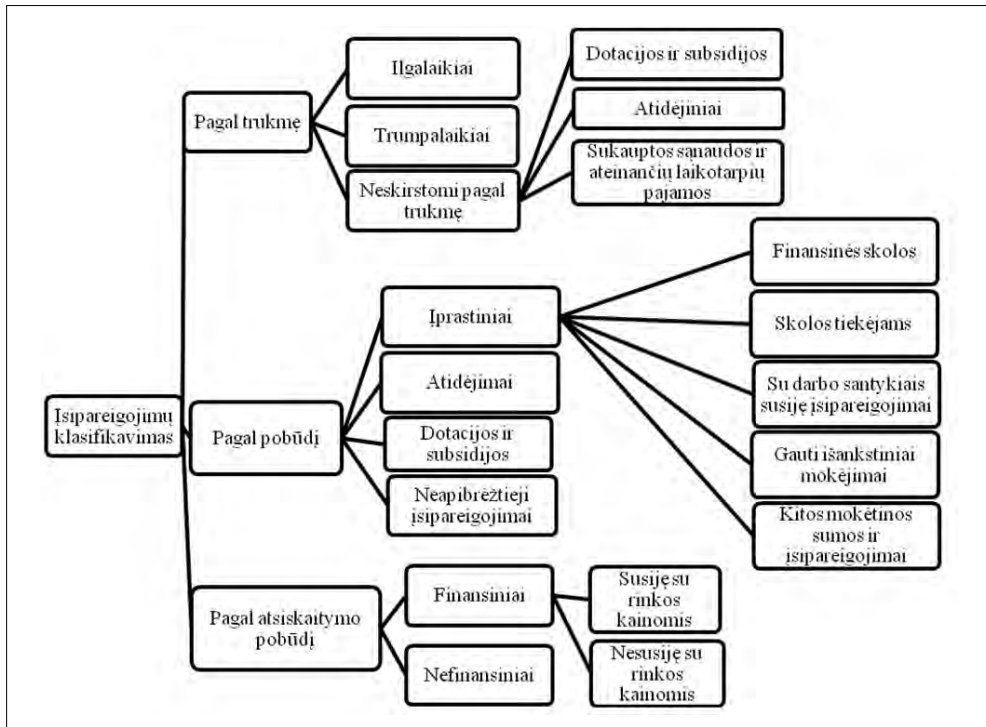 Įsipareigojimų
klasifikavimas
Pagal trukmę
Ilgalaikiai
Trumpalaikiai
Neskirstomi pagal
trukmę
Dotacijos ir subsidijos
Atidėjiniai
Sukauptos sąnaudos ir
ateinančių laikotarpių
pajamos
Pagal pobūdį
Įprastiniai
Atidėjimai
Dotacijos ir
subsidijos
Neapibrėžtieji
įsipareigojimai
Finansinės skolos
Skolos tiekėjams
Su darbo santykiais
susiję įsipareigojimai
Gauti išankstiniai
mokėjimai
Kitos mokėtinos
sumos ir
įsipareigojimai
Pagal atsiskaitymo
pobūdį
Finansiniai
Nefinansiniai
Susiję su
rinkos
kainomis
Nesusiję su
rinkos
kainomis